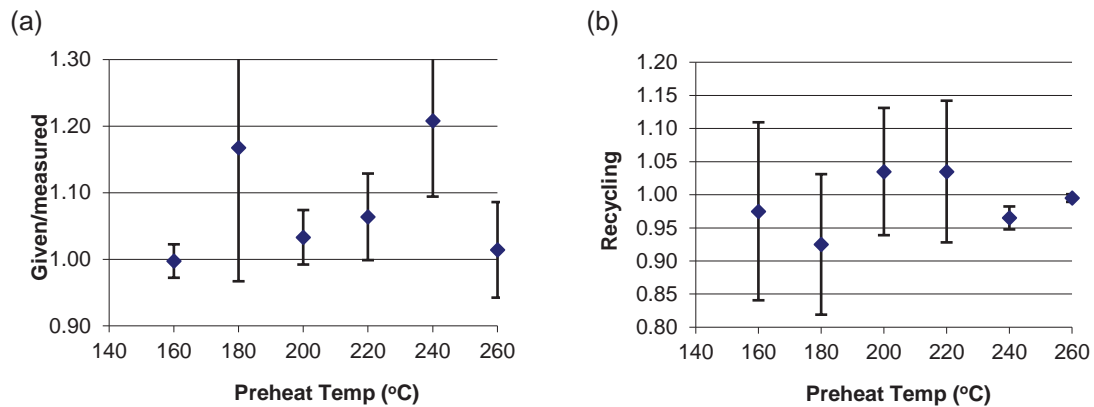 (a)
Given/measured
1.30
1.20
1.10
1.00
0.90
140 160 180 200 220 240 260
Preheat Temp (ᵒC)
(b)
Recycling
1.20
1.15
1.10
1.05
1.00
0.95
0.90
0.85
0.80
140 160 180 200 220 240 260
Preheat Temp (ᵒC)